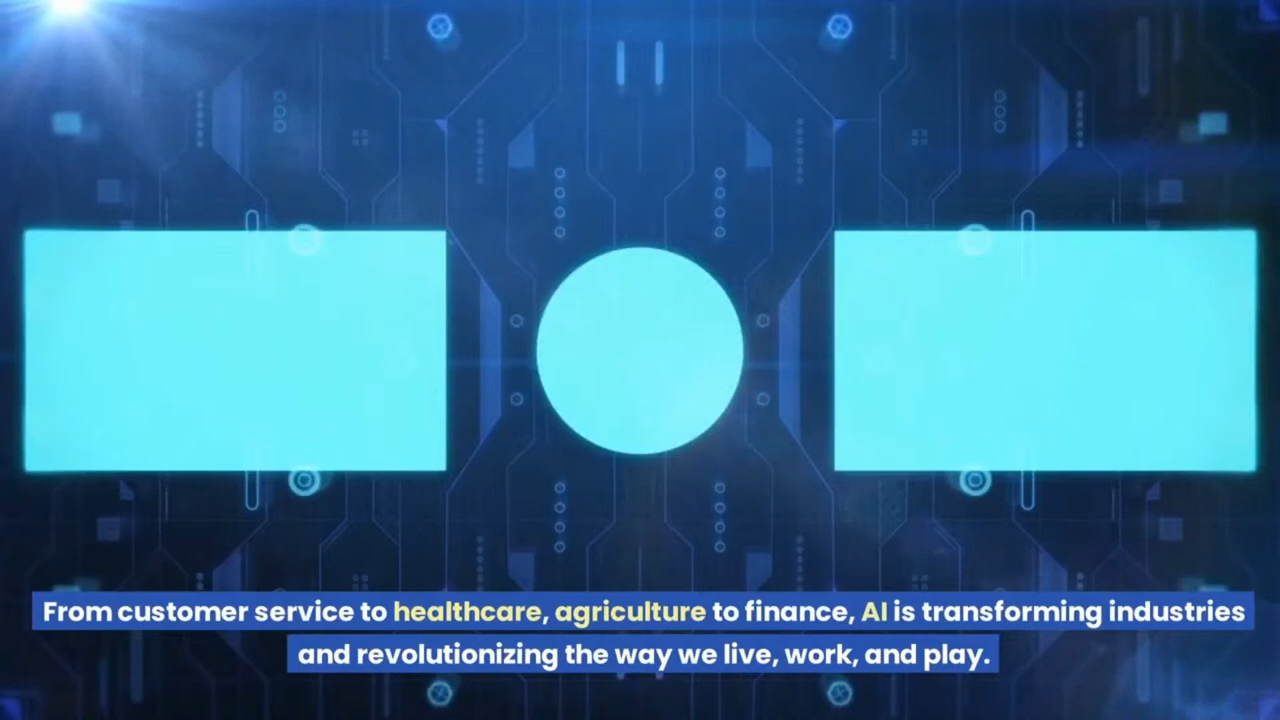 From customer service to healthcare, agriculture to finance, AI is transforming industries
and revolutionizing the way we live, work, and play.